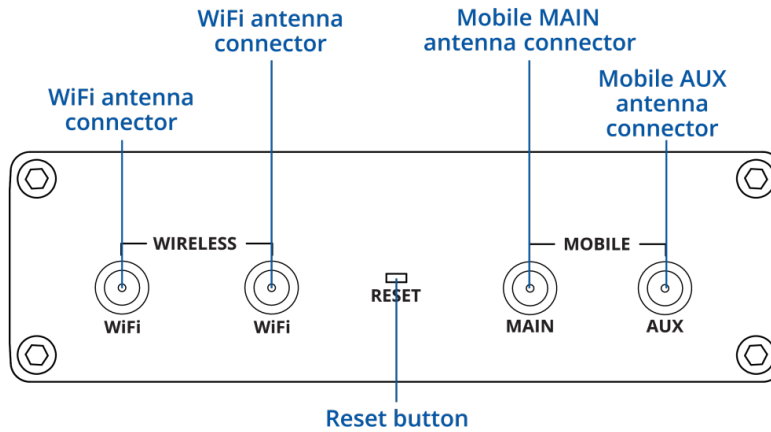 WiFi antenna
connector
Mobile MAIN
antenna connector
WiFi antenna
connector
Mobile AUX
antenna
connector
WIRELESS
MOBILE
WiFi
WiFi
RESET
MAIN
AUX
Reset button